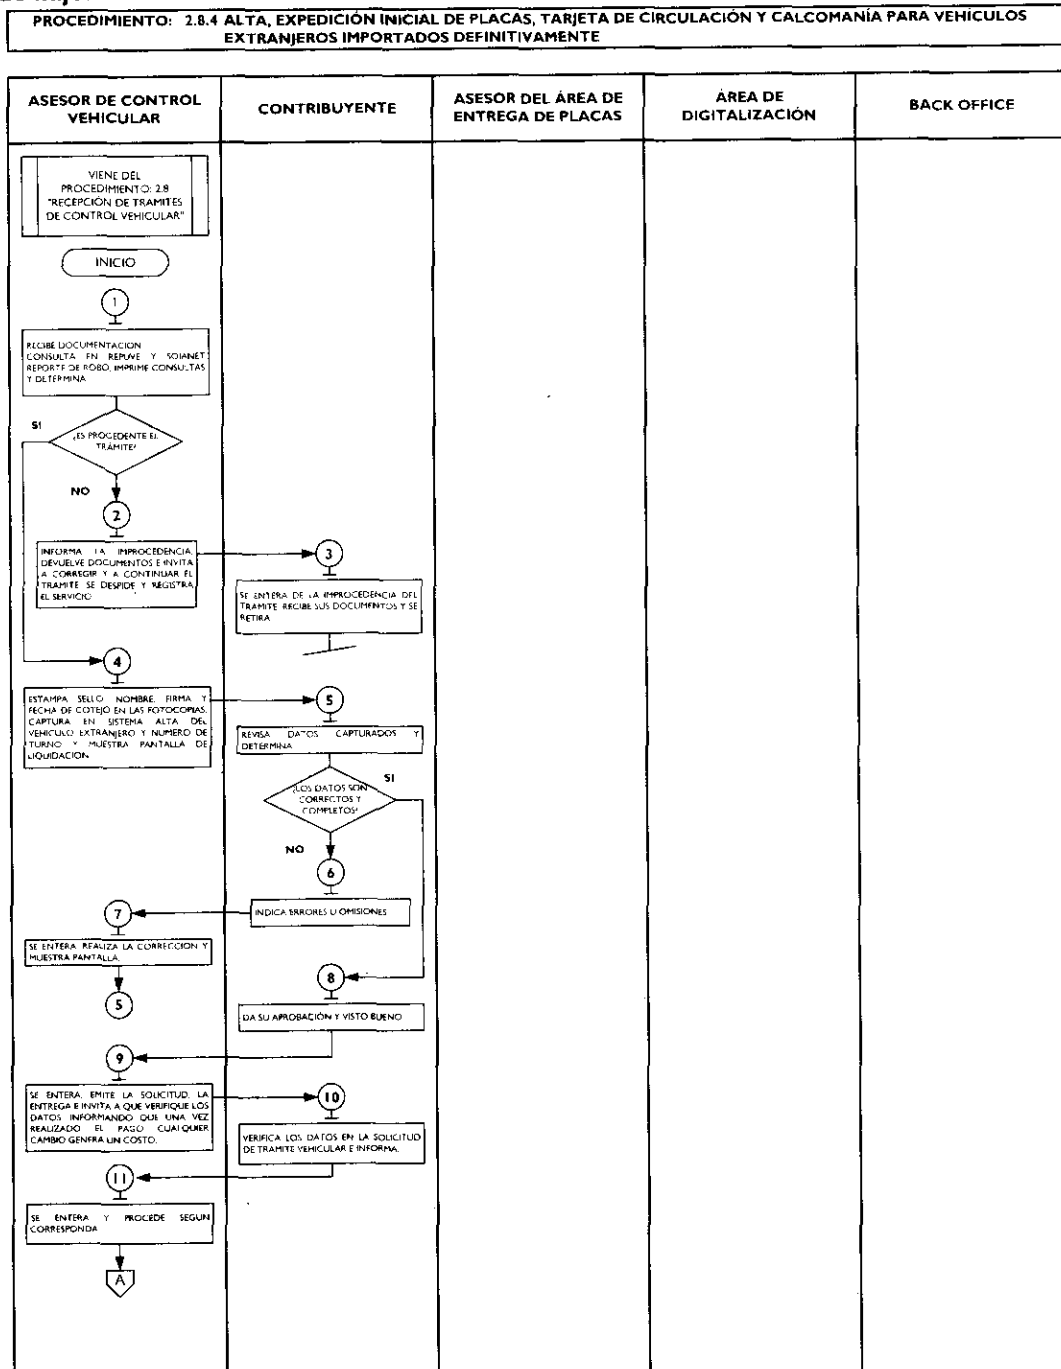 PROCEDIMIENTO: 2.8.4 ALTA, EXPEDICIÓN INICIAL DE PLACAS, TARJETA DE CIRCULACIÓN Y CALCOMANÍA PARA VEHÍCULOS
EXTRANJEROS IMPORTADOS DEFINITIVAMENTE
ASESOR DE CONTROL
VEHICULAR
CONTRIBUYENTE
ASESOR DEL ÁREA DE
ENTREGA DE PLACAS
ÁREA DE
DIGITALIZACIÓN
BACK OFFICE
VIENE DEL
PROCEDIMIENTO: 2.8
"RECEPCIÓN DE TRAMITES
DE CONTROL VEHICULAR"
INICIO
1
RECIBE DOCUMENTACION
CONSULTA EN REPUVE Y SOIANET
REPORTE DE ROBO, IMPRIME CONSULTAS
Y DETERMINA
SI
¿ES PROCEDENTE EL
TRÁMITE?
NO
2
INFORMA LA IMPROCEDENCIA,
DEVUELVE DOCUMENTOS E INVITA
A CORREGIR Y A CONTINUAR EL
TRAMITE SE DESPIDE Y REGISTRA
EL SERVICIO
3
SE ENTERA DE LA IMPROCEDENCIA DEL
TRAMITE RECIBE SUS DOCUMENTOS Y SE
RETIRA
4
ESTAMPA SELLO NOMBRE, FIRMA Y
FECHA DE COTEJO EN LAS FOTOCOPIAS,
CAPTURA EN SISTEMA ALTA DEL
VEHICULO EXTRANJERO Y NUMERO DE
TURNO Y MUESTRA PANTALLA DE
LIQUIDACION
5
REVISA DATOS CAPTURADOS Y
DETERMINA
¿LOS DATOS SON
CORRECTOS Y
COMPLETOS?
SI
NO
6
INDICA ERRORES U OMISIONES
7
SE ENTERA REALIZA LA CORRECCION Y
MUESTRA PANTALLA.
5
8
DA SU APROBACIÓN Y VISTO BUENO
9
SE ENTERA, EMITE LA SOLICITUD, LA
ENTREGA E INVITA A QUE VERIFIQUE LOS
DATOS INFORMANDO QUE UNA VEZ
REALIZADO EL PAGO CUALQUIER
CAMBIO GENERA UN COSTO.
10
VERIFICA LOS DATOS EN LA SOLICITUD
DE TRAMITE VEHICULAR E INFORMA.
11
SE ENTERA Y PROCEDE SEGUN
CORRESPONDA
A